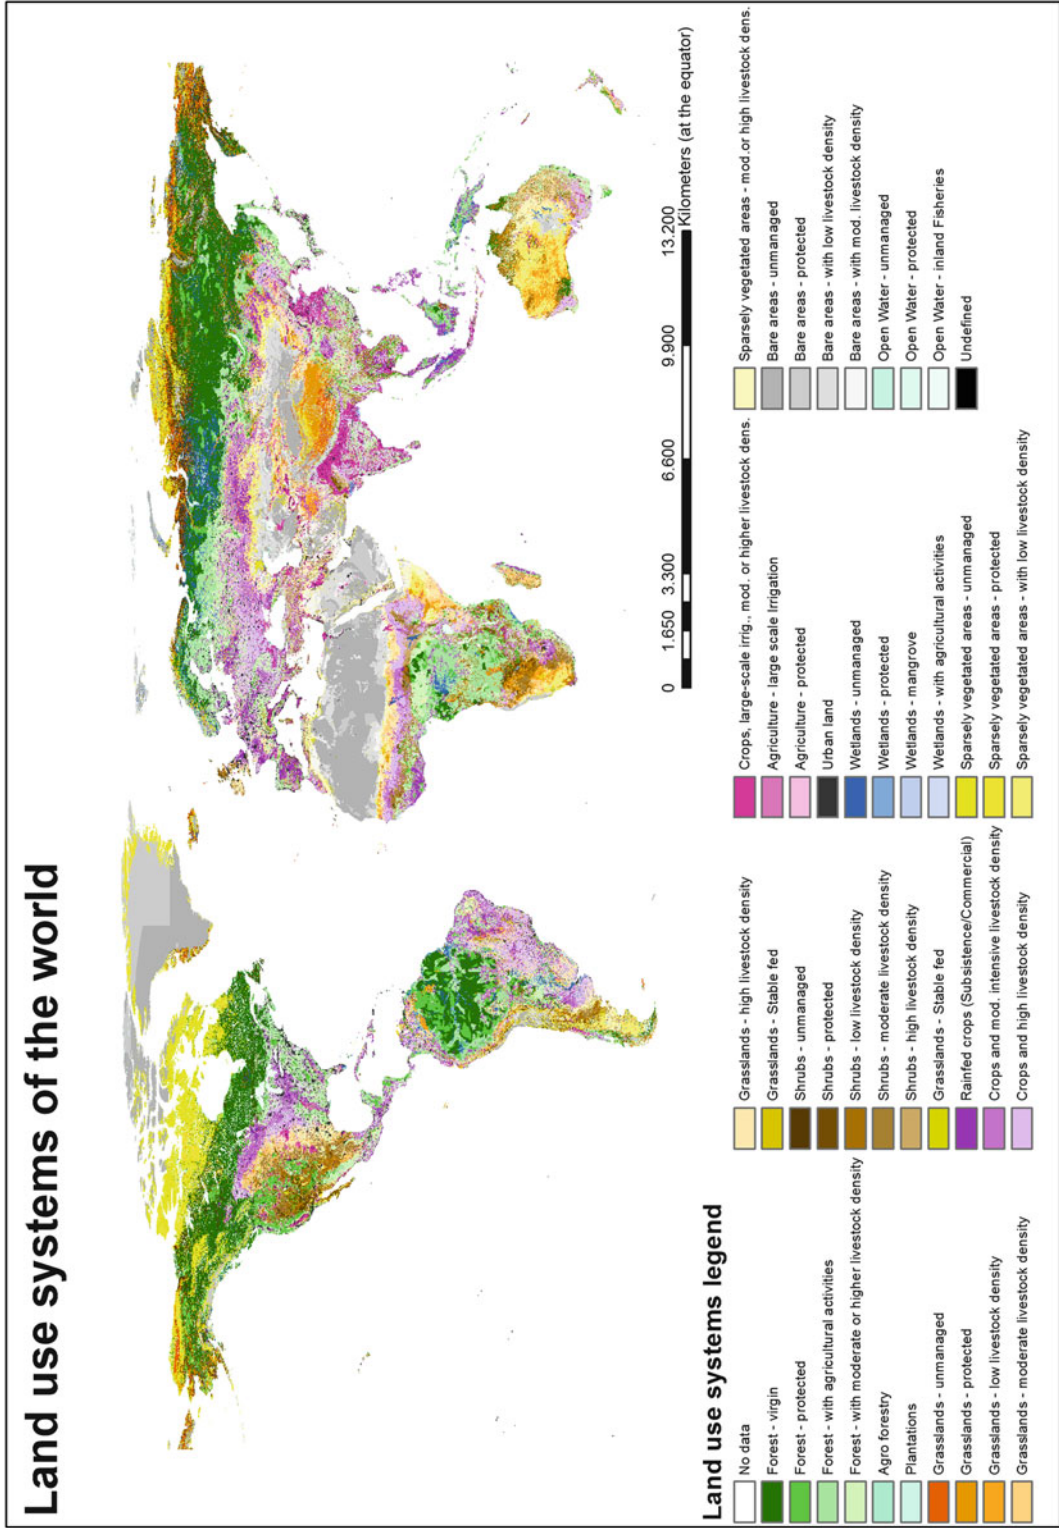 Land use systems of the world
0 1.650 3.300 6.600 9.900 13.200
Kilometers (at the equator)
Land use systems legend
No data
Forest - virgin
Forest - protected
Forest - with agricultural activities
Forest - with moderate or higher livestock density
Agro forestry
Plantations
Grasslands - unmanaged
Grasslands - protected
Grasslands - low livestock density
Grasslands - moderate livestock density
Grasslands - high livestock density
Grasslands - Stable fed
Shrubs - unmanaged
Shrubs - protected
Shrubs - low livestock density
Shrubs - moderate livestock density
Shrubs - high livestock density
Grasslands - Stable fed
Rainfed crops (Subsistence/Commercial)
Crops and mod. intensive livestock density
Crops and high livestock density
Crops, large-scale irrig., mod. or higher livestock dens.
Agriculture - large scale Irrigation
Agriculture - protected
Urban land
Wetlands - unmanaged
Wetlands - protected
Wetlands - mangrove
Wetlands - with agricultural activities
Sparsely vegetated areas - unmanaged
Sparsely vegetated areas - protected
Sparsely vegetated areas - with low livestock density
Sparsely vegetated areas - mod.or high livestock dens.
Bare areas - unmanaged
Bare areas - protected
Bare areas - with low livestock density
Bare areas - with mod. livestock density
Open Water - unmanaged
Open Water - protected
Open Water - inland Fisheries
Undefined